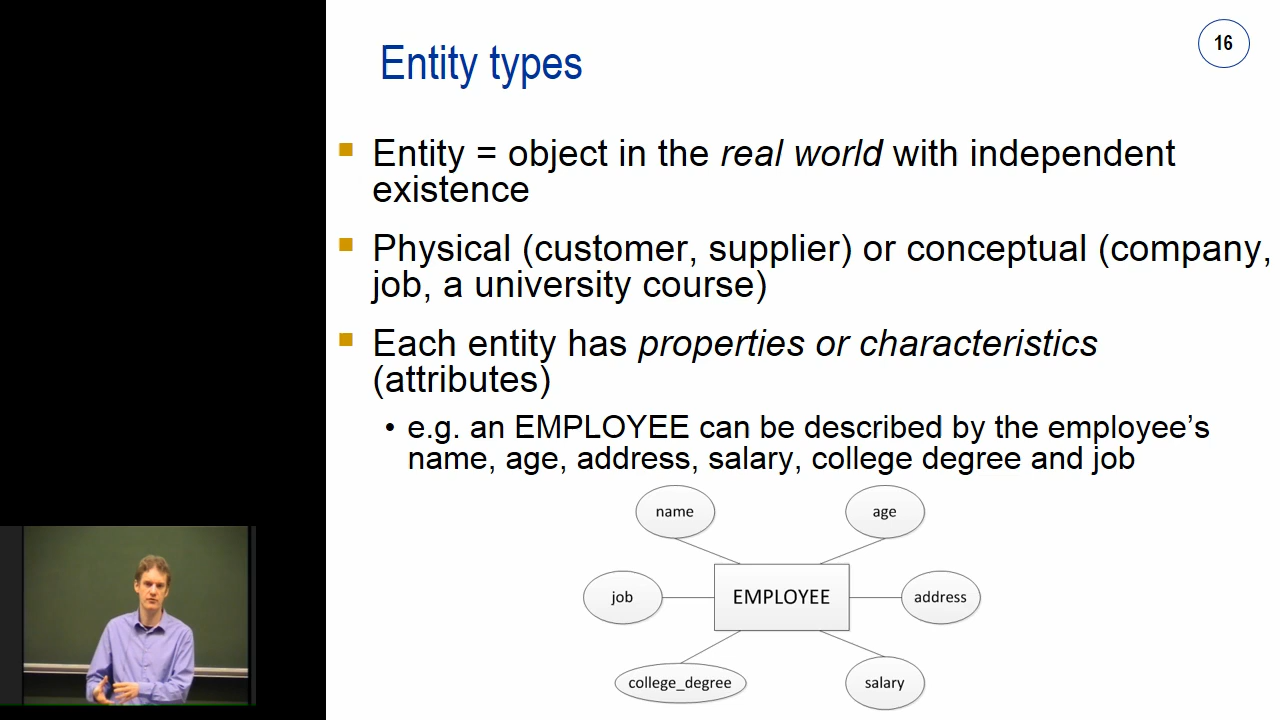 16
Entity types
Entity = object in the real world with independent
existence
Physical (customer, supplier) or conceptual (company,
job, a university course)
Each entity has properties or characteristics
(attributes)
• e.g. an EMPLOYEE can be described by the employee’s
name, age, address, salary, college degree and job
name
age
job
EMPLOYEE
address
college_degree
salary